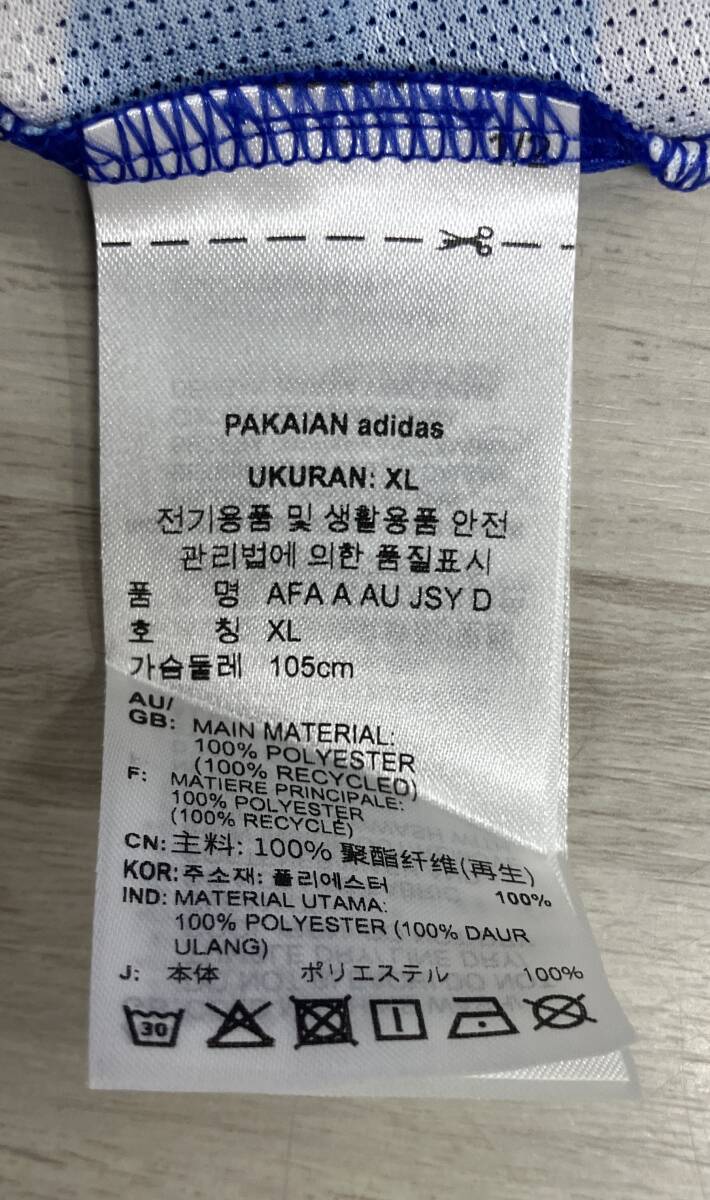 1/2
PAKAIAN adidas
UKURAN: XL
전기용품 및 생활용품 안전
관리법에 의한 품질표시
품 명 AFA A AU JSY D
호 칭 XL
가슴둘레 105cm
AU/
GB: MAIN MATERIAL:
100% POLYESTER
(100% RECYCLED)
F: MATIERE PRINCIPALE:
100% POLYESTER
(100% RECYCLÉ)
CN: 主料: 100% 聚酯纤维(再生)
KOR: 주소재: 폴리에스터 100%
IND: MATERIAL UTAMA:
100% POLYESTER (100% DAUR
ULANG)
J: 本体 ポリエステル 100%
30